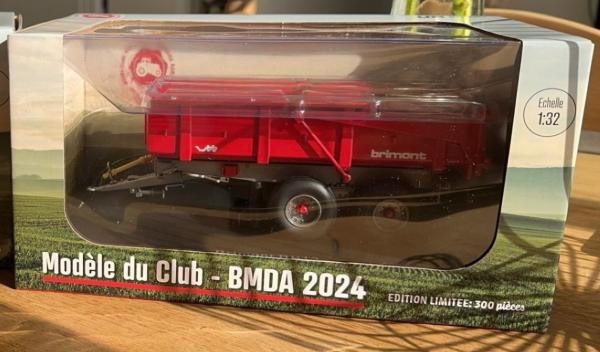 Echelle
1:32
brimont
Modèle du Club - BMDA 2024
EDITION LIMITEE: 300 pièces